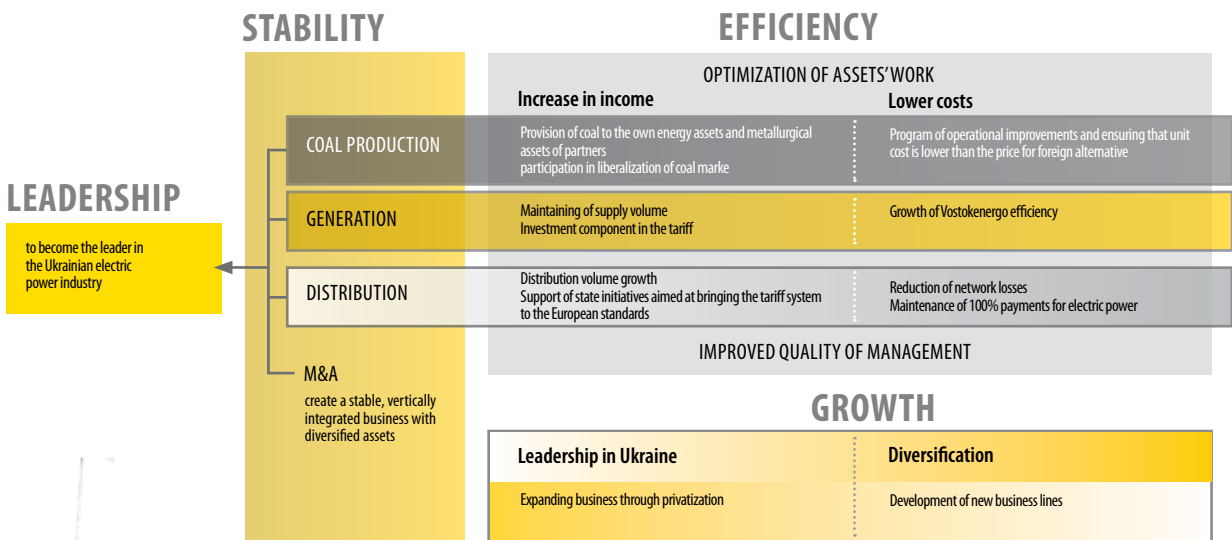 STABILITY
EFFICIENCY
OPTIMIZATION OF ASSETS' WORK
Increase in income
Lower costs
COAL PRODUCTION
Provision of coal to the own energy assets and metallurgical
assets of partners
participation in liberalization of coal marke
Program of operational improvements and ensuring that unit
cost is lower than the price for foreign alternative
LEADERSHIP
to become the leader in
the Ukrainian electric
power industry
GENERATION
Maintaining of supply volume
Investment component in the tariff
Growth of Vostokenergo efficiency
DISTRIBUTION
Distribution volume growth
Support of state initiatives aimed at bringing the tariff system
to the European standards
Reduction of network losses
Maintenance of 100% payments for electric power
IMPROVED QUALITY OF MANAGEMENT
M&A
create a stable, vertically
integrated business with
diversified assets
GROWTH
Leadership in Ukraine
Diversification
Expanding business through privatization
Development of new business lines